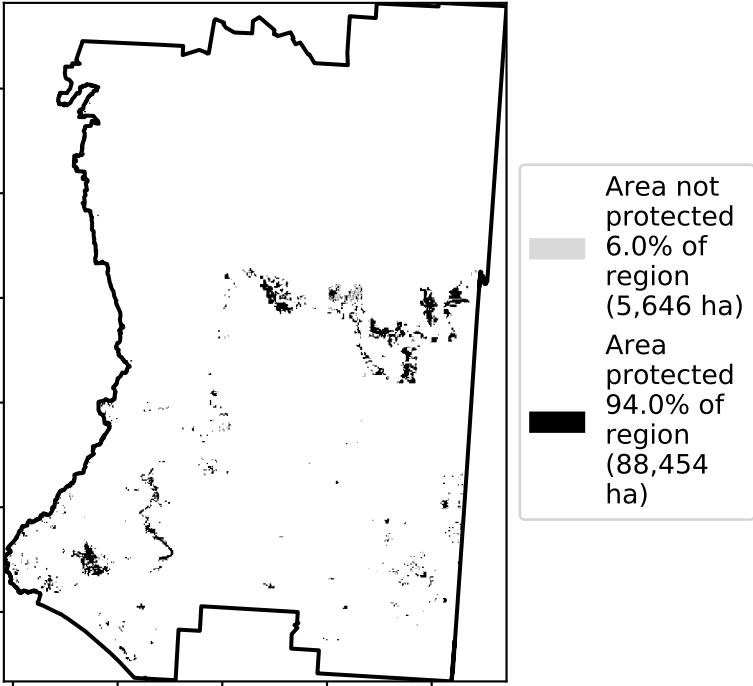 Area not
protected
6.0% of
region
(5,646 ha)
Area
protected
94.0% of
region
(88,454
ha)